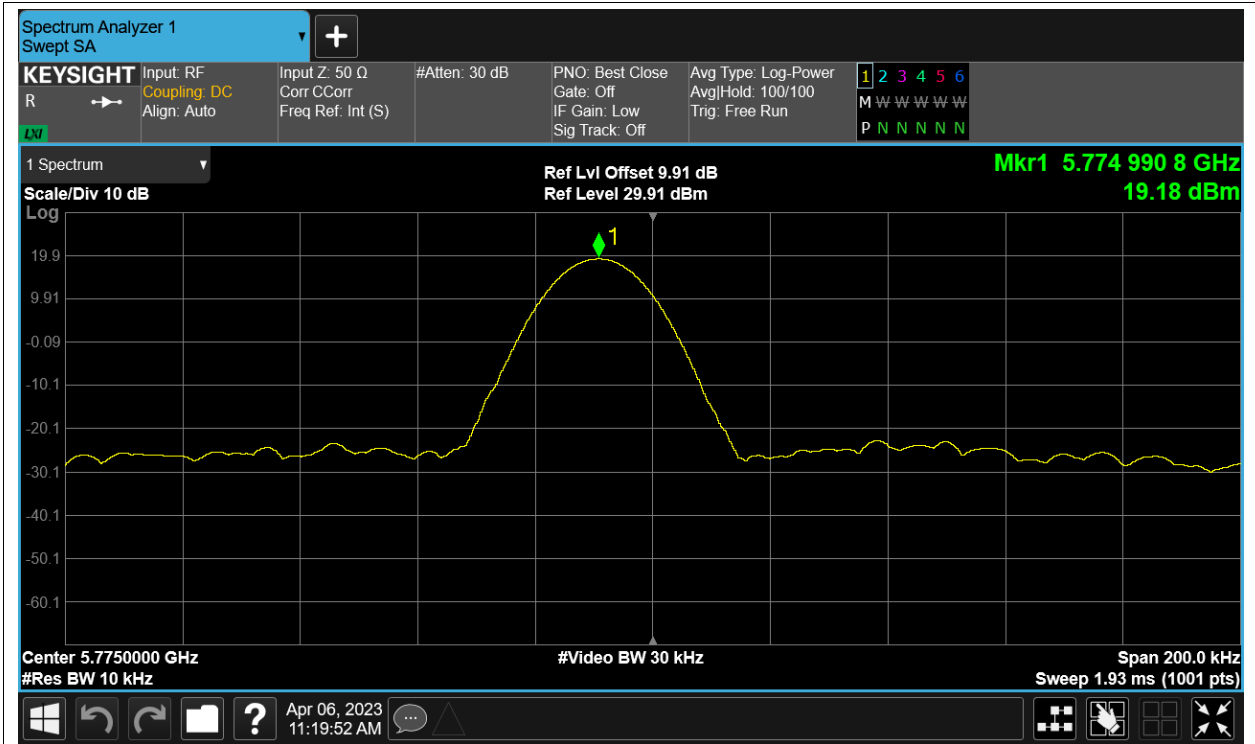 Spectrum Analyzer 1
Swept SA
KEYSIGHT
R
LXI
Input: RF
Coupling: DC
Align: Auto
Input Z: 50 Ω
Corr CCorr
Freq Ref: Int (S)
#Atten: 30 dB
PNO: Best Close
Gate: Off
IF Gain: Low
Sig Track: Off
Avg Type: Log-Power
Avg|Hold: 100/100
Trig: Free Run
1 2 3 4 5 6
M W W W W W
P N N N N N
1 Spectrum
Scale/Div 10 dB
Log
Ref Lvl Offset 9.91 dB
Ref Level 29.91 dBm
Mkr1 5.774 990 8 GHz
19.18 dBm
1
19.9
9.91
-0.09
-10.1
-20.1
-30.1
-40.1
-50.1
-60.1
Center 5.7750000 GHz
#Res BW 10 kHz
#Video BW 30 kHz
Span 200.0 kHz
Sweep 1.93 ms (1001 pts)
?
Apr 06, 2023
11:19:52 AM